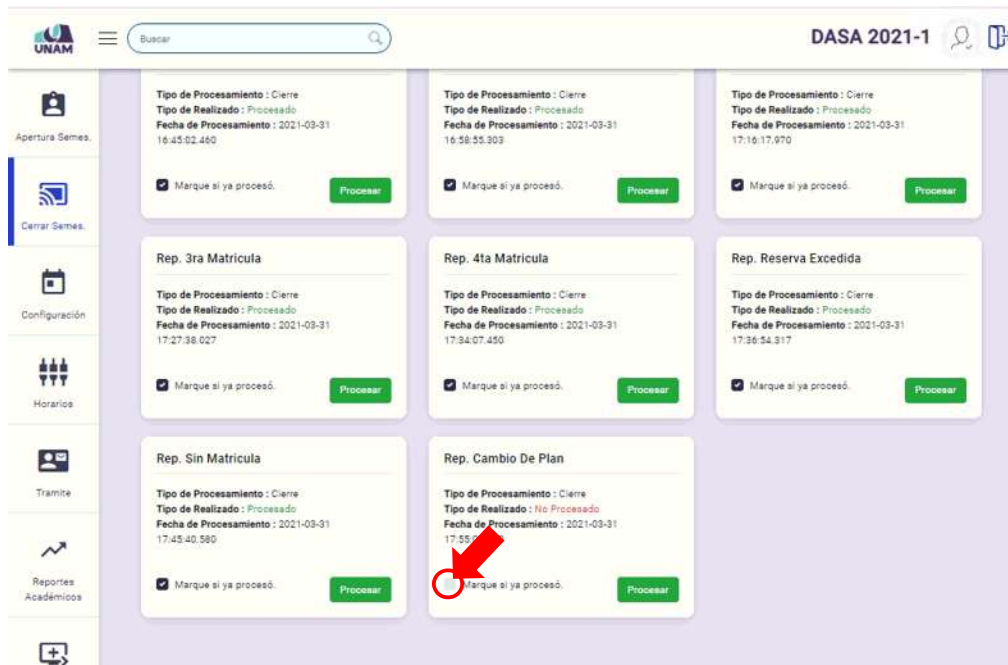 UNAM
Buscar
DASA 2021-1
Apertura Semes.
Cerrar Semes.
Configuración
Horarios
Tramite
Reportes
Académicos
Tipo de Procesamiento : Cierre
Tipo de Realizado : Procesado
Fecha de Procesamiento : 2021-03-31
16:45:02.460
Marque si ya procesó.
Procesar
Tipo de Procesamiento : Cierre
Tipo de Realizado : Procesado
Fecha de Procesamiento : 2021-03-31
16:58:55.303
Marque si ya procesó.
Procesar
Tipo de Procesamiento : Cierre
Tipo de Realizado : Procesado
Fecha de Procesamiento : 2021-03-31
17:16:17.970
Marque si ya procesó.
Procesar
Rep. 3ra Matricula
Tipo de Procesamiento : Cierre
Tipo de Realizado : Procesado
Fecha de Procesamiento : 2021-03-31
17:27:38.027
Marque si ya procesó.
Procesar
Rep. 4ta Matricula
Tipo de Procesamiento : Cierre
Tipo de Realizado : Procesado
Fecha de Procesamiento : 2021-03-31
17:34:07.450
Marque si ya procesó.
Procesar
Rep. Reserva Excedida
Tipo de Procesamiento : Cierre
Tipo de Realizado : Procesado
Fecha de Procesamiento : 2021-03-31
17:36:54.317
Marque si ya procesó.
Procesar
Rep. Sin Matricula
Tipo de Procesamiento : Cierre
Tipo de Realizado : Procesado
Fecha de Procesamiento : 2021-03-31
17:45:40.580
Marque si ya procesó.
Procesar
Rep. Cambio De Plan
Tipo de Procesamiento : Cierre
Tipo de Realizado : No Procesado
Fecha de Procesamiento : 2021-03-31
Marque si ya procesó.
Procesar